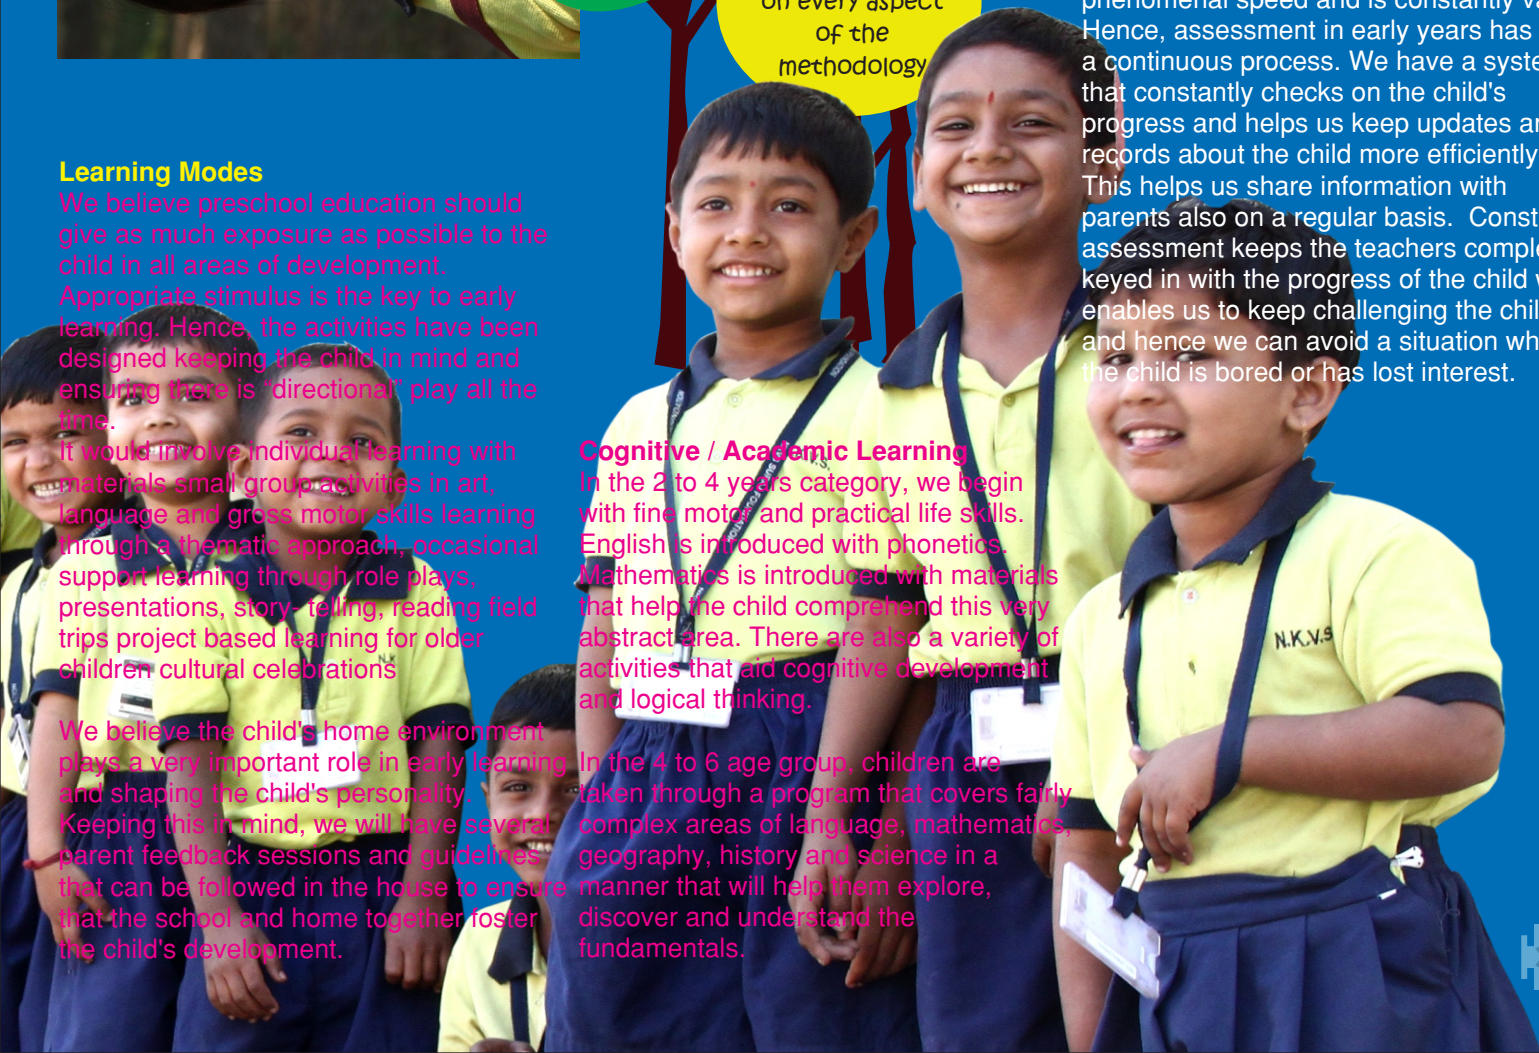 on every aspect
of the
methodology
Learning Modes
We believe preschool education should
give as much exposure as possible to the
child in all areas of development.
Appropriate stimulus is the key to early
learning. Hence, the activities have been
designed keeping the child in mind and
ensuring there is "directional" play all the
time.
It would involve individual learning with
materials small group activities in art,
language and gross motor skills learning
through a thematic approach, occasional
support learning through role plays,
presentations, story- telling, reading field
trips project based learning for older
children cultural celebrations
We believe the child's home environment
plays a very important role in early learning
and shaping the child's personality.
Keeping this in mind, we will have several
parent feedback sessions and guidelines
that can be followed in the house to ensure
that the school and home together foster
the child's development.
Cognitive / Academic Learning
In the 2 to 4 years category, we begin
with fine motor and practical life skills.
English is introduced with phonetics.
Mathematics is introduced with materials
that help the child comprehend this very
abstract area. There are also a variety of
activities that aid cognitive development
and logical thinking.
In the 4 to 6 age group, children are
taken through a program that covers fairly
complex areas of language, mathematics,
geography, history and science in a
manner that will help them explore,
discover and understand the
fundamentals.
phenomenal speed and is constantly
Hence, assessment in early years has
a continuous process. We have a
that constantly checks on the child's
progress and helps us keep updates
records about the child more efficiently
This helps us share information with
parents also on a regular basis. 
assessment keeps the teachers
keyed in with the progress of the child
enables us to keep challenging the
and hence we can avoid a situation
the child is bored or has lost interest.
N.K.V.S